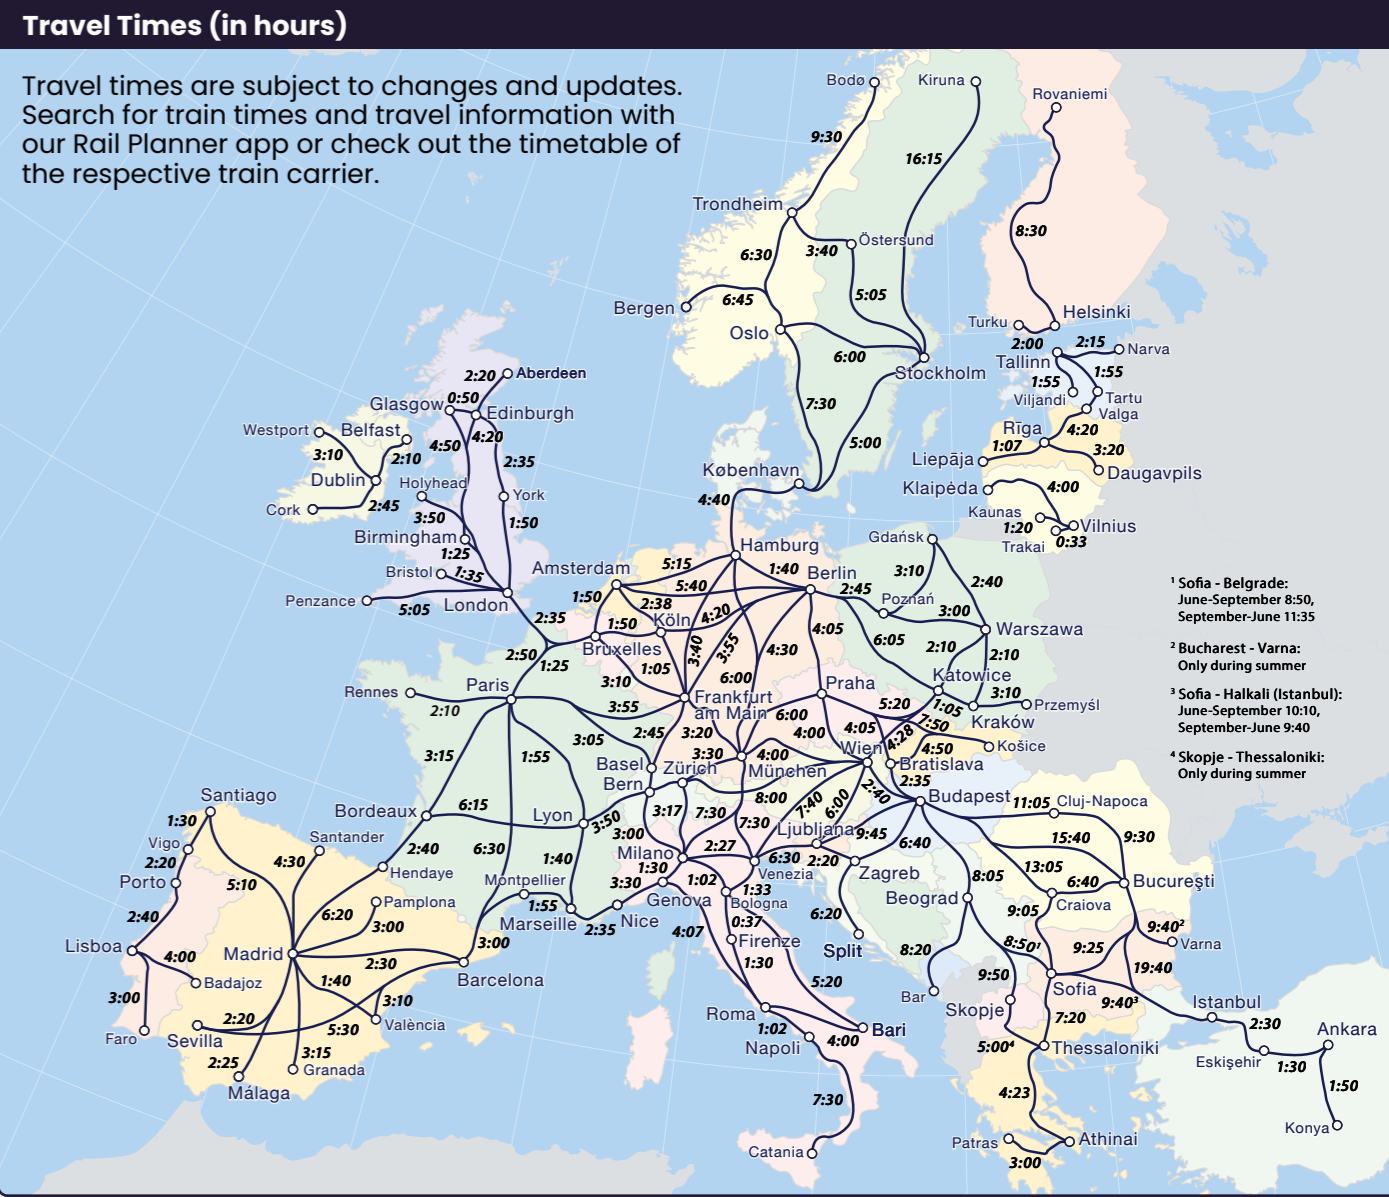 Travel Times (in hours)
Travel times are subject to changes and updates.
Search for train times and travel information with
our Rail Planner app or check out the timetable of
the respective train carrier.
Bodø
Kiruna
Rovaniemi
9:30
16:15
Trondheim
8:30
Östersund
3:40
6:30
6:45
5:05
Bergen
Oslo
Helsinki
Turku
2:00
2:15
Narva
6:00
Tallinn
Stockholm
1:55
1:55
Viljandi
Tartu
Valga
2:20
Aberdeen
0:50
Glasgow
Edinburgh
7:30
Westport
Belfast
4:50
4:20
5:00
Rīga
4:20
1:07
3:20
3:10
2:10
2:35
Liepāja
Daugavpils
København
Dublin
Holyhead
Klaipėda
4:00
York
4:40
Cork
2:45
3:50
1:50
Kaunas
1:20
Vilnius
Trakai
0:33
Birmingham
1:25
Gdańsk
Hamburg
Amsterdam
5:15
1:40
Bristol
1:35
Berlin
3:10
2:40
5:40
2:45
Penzance
5:05
London
1:50
2:38
Poznań
3:00
2:35
1:50
Köln
4:20
4:05
Warszawa
Bruxelles
3:40
3:55
4:30
6:05
2:10
2:10
2:50
1:25
1:05
3:10
6:00
Katowice
Rennes
Paris
Praha
2:10
3:55
Frankfurt
am Main
6:00
5:20
1:05
3:10
Przemyśl
Kraków
3:15
1:55
3:05
2:45
3:20
4:00
4:05
7:50
4:28
4:50
Košice
3:30
4:00
Wien
Basel
Zürich
München
Bratislava
Bern
2:35
2:40
Budapest
11:05
Cluj-Napoca
Santiago
Bordeaux
6:15
Lyon
3:50
3:17
7:30
8:00
7:40
6:00
7:30
1:30
Vigo
Santander
3:00
Ljubljana
9:45
6:40
15:40
9:30
2:20
4:30
2:40
6:30
1:40
Milano
2:27
6:30
2:20
13:05
Porto
5:10
Hendaye
1:30
Venezia
Zagreb
8:05
6:40
Bucureşti
Montpellier
3:30
1:02
1:33
Genova
Bologna
Beograd
Craiova
Pamplona
1:55
Nice
6:20
3:00
Marseille
2:35
4:07
0:37
6:20
9:05
9:40²
2:40
Firenze
Varna
Lisboa
4:00
Madrid
3:00
Split
8:20
8:50¹
9:25
2:30
1:30
19:40
Badajoz
1:40
Barcelona
9:50
Sofia
3:00
3:10
5:20
Bar
9:40³
Istanbul
2:20
5:30
València
Roma
Skopje
7:20
2:30
Ankara
Faro
Sevilla
1:02
Bari
Napoli
4:00
5:00⁴
Thessaloniki
Eskişehir
1:30
2:25
3:15
Granada
Málaga
4:23
1:50
7:30
Konya
Catania
Patras
Athinai
3:00
¹ Sofia - Belgrade:
June-September 8:50,
September-June 11:35
² Bucharest - Varna:
Only during summer
³ Sofia - Halkali (Istanbul):
June-September 10:10,
September-June 9:40
⁴ Skopje - Thessaloniki:
Only during summer